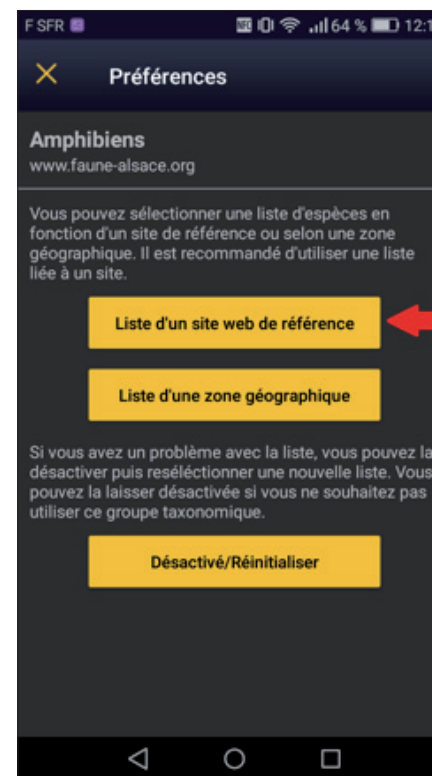 F SFR NFC 64 % 12:1
Préférences
Amphibiens
www.faune-alsace.org
Vous pouvez sélectionner une liste d'espèces en
fonction d'un site de référence ou selon une zone
géographique. Il est recommandé d'utiliser une liste
liée à un site.
Liste d'un site web de référence
Liste d'une zone géographique
Si vous avez un problème avec la liste, vous pouvez la
désactiver puis reséléctionner une nouvelle liste. Vous
pouvez la laisser désactivée si vous ne souhaitez pas
utiliser ce groupe taxonomique.
Désactivé/Réinitialiser